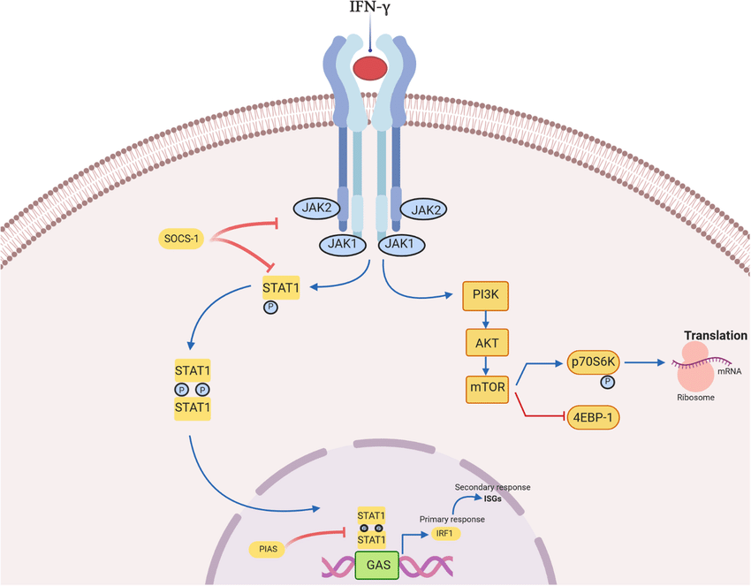 IFN-γ
JAK2
JAK2
SOCS-1
JAK1
JAK1
STAT1
P
PI3K
AKT
mTOR
p70S6K
P
4EBP-1
Translation
mRNA
Ribosome
STAT1
P P
STAT1
Secondary response
ISGs
Primary response
IRF1
STAT1
STAT1
PIAS
GAS